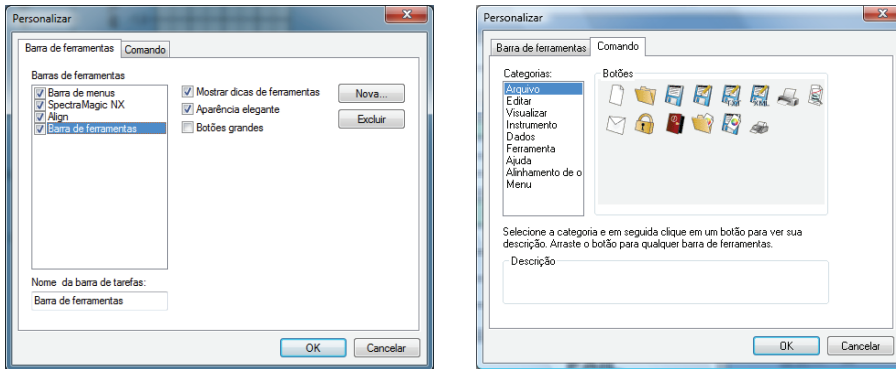 Personalizar
Barra de ferramentas Comando
Barras de ferramentas
Barra de menus
SpectraMagic NX
Align
Barra de ferramentas
Mostrar dicas de ferramentas
Aparência elegante
Botões grandes
Nova...
Excluir
Nome da barra de tarefas:
Barra de ferramentas
OK Cancelar
Personalizar
Barra de ferramentas Comando
Categorias:
Arquivo
Editar
Visualizar
Instrumento
Dados
Ferramenta
Ajuda
Alinhamento de o
Menu
Botões
Selecione a categoria e em seguida clique em um botão para ver sua
descrição. Arraste o botão para qualquer barra de ferramentas.
Descrição
OK Cancelar